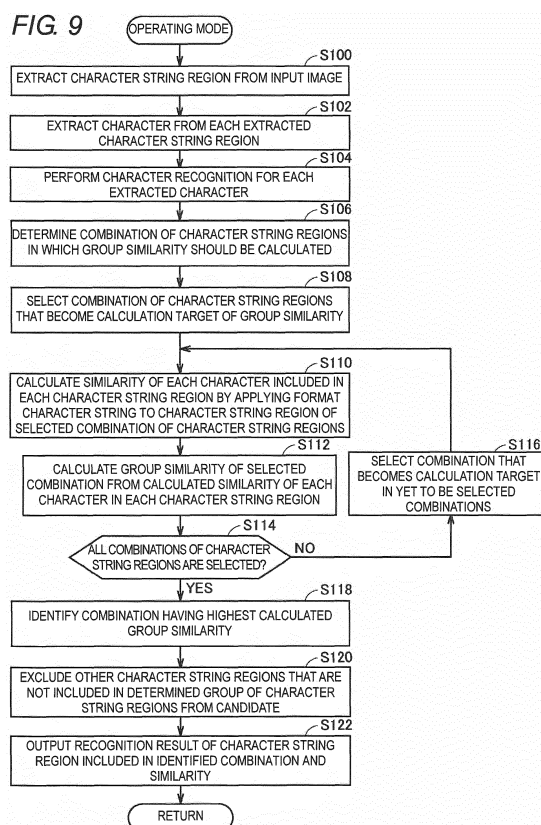 FIG. 9
OPERATING MODE
S100
EXTRACT CHARACTER STRING REGION FROM INPUT IMAGE
S102
EXTRACT CHARACTER FROM EACH EXTRACTED
CHARACTER STRING REGION
S104
PERFORM CHARACTER RECOGNITION FOR EACH
EXTRACTED CHARACTER
S106
DETERMINE COMBINATION OF CHARACTER STRING REGIONS
IN WHICH GROUP SIMILARITY SHOULD BE CALCULATED
S108
SELECT COMBINATION OF CHARACTER STRING REGIONS
THAT BECOME CALCULATION TARGET OF GROUP SIMILARITY
S110
CALCULATE SIMILARITY OF EACH CHARACTER INCLUDED IN
EACH CHARACTER STRING REGION BY APPLYING FORMAT
CHARACTER STRING TO CHARACTER STRING REGION OF
SELECTED COMBINATION OF CHARACTER STRING REGIONS
S112
CALCULATE GROUP SIMILARITY OF SELECTED
COMBINATION FROM CALCULATED SIMILARITY OF EACH
CHARACTER IN EACH CHARACTER STRING REGION
S116
SELECT COMBINATION THAT
BECOMES CALCULATION TARGET
IN YET TO BE SELECTED
COMBINATIONS
S114
ALL COMBINATIONS OF CHARACTER
STRING REGIONS ARE SELECTED?
NO
YES
S118
IDENTIFY COMBINATION HAVING HIGHEST CALCULATED
GROUP SIMILARITY
S120
EXCLUDE OTHER CHARACTER STRING REGIONS THAT ARE
NOT INCLUDED IN DETERMINED GROUP OF CHARACTER
STRING REGIONS FROM CANDIDATE
S122
OUTPUT RECOGNITION RESULT OF CHARACTER STRING
REGION INCLUDED IN IDENTIFIED COMBINATION AND
SIMILARITY
RETURN